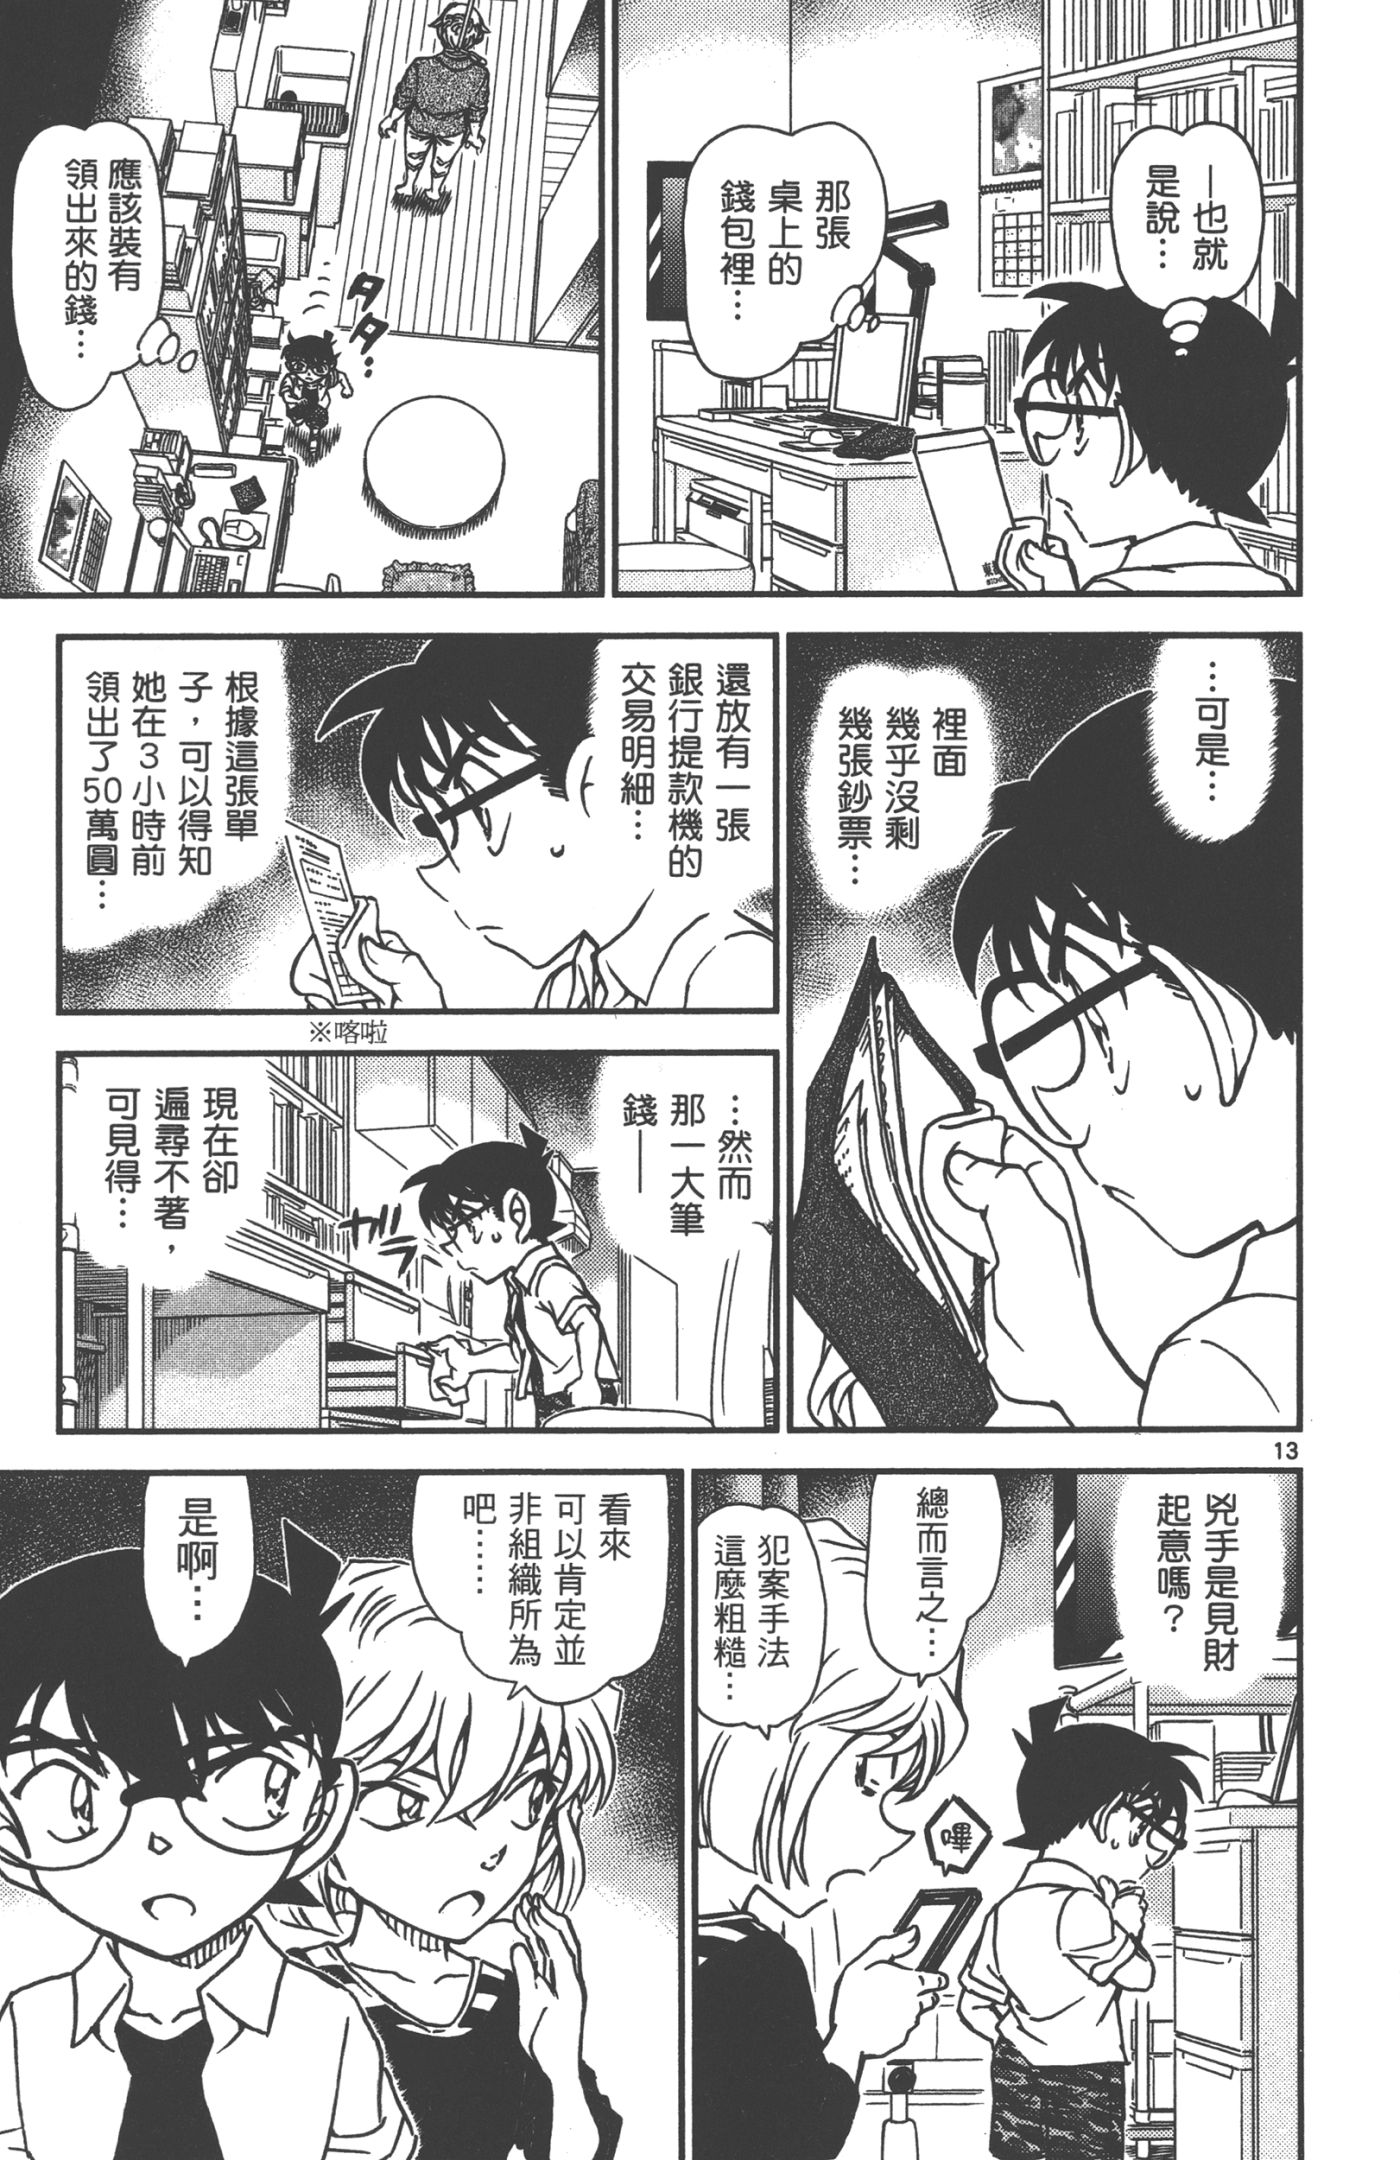 —也就
是說…
那張
桌上的
錢包裡…
應該裝有
領出來的錢…
タタ…
…可是…
裡面
幾乎沒剩
幾張鈔票…
還放有一張
銀行提款機的
交易明細…
根據這張單
子，可以得知
她在3小時前
領出了50萬圓…
※喀啦
…然而
那一大筆
錢—
現在卻
遍尋不著，
可見得…
ガラ
13
兇手是見財
起意嗎？
總而言之…
犯案手法
這麼粗糙…
嗶
看來
可以肯定並
非組織所為
吧……
是啊…